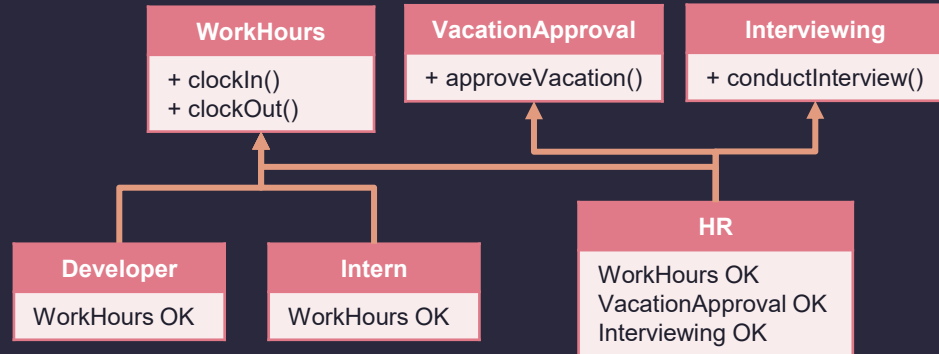 WorkHours
+ clockIn()
+ clockOut()
VacationApproval
+ approveVacation()
Interviewing
+ conductInterview()
Developer
WorkHours OK
Intern
WorkHours OK
HR
WorkHours OK
VacationApproval OK
Interviewing OK